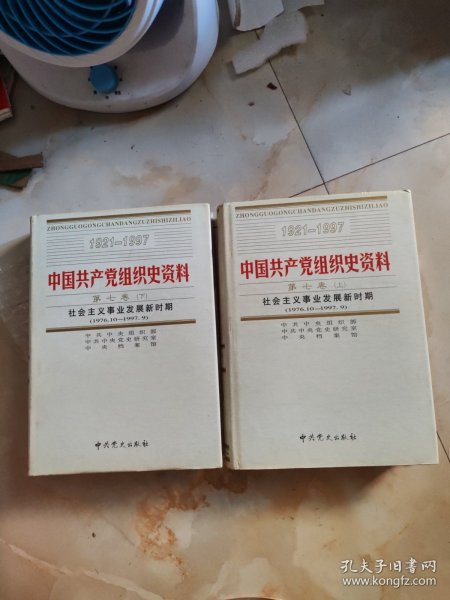 ZHONGGUOGONGCHANDANGZUZHISHIZILIAO
1921—1997
中国共产党组织史资料
第七卷(下)
社会主义事业发展新时期
(1976.10—1997.9)
中共中央组织部
中共中央党史研究室
中央档案馆
中共党史出版社
ZHONGGUOGONGCHANDANGZUZHISHIZILIAO
1921—1997
中国共产党组织史资料
第七卷(上)
社会主义事业发展新时期
(1976.10—1997.9)
中共中央组织部
中共中央党史研究室
中央档案馆
中共党史出版社
孔夫子旧书网
www.kongfz.com